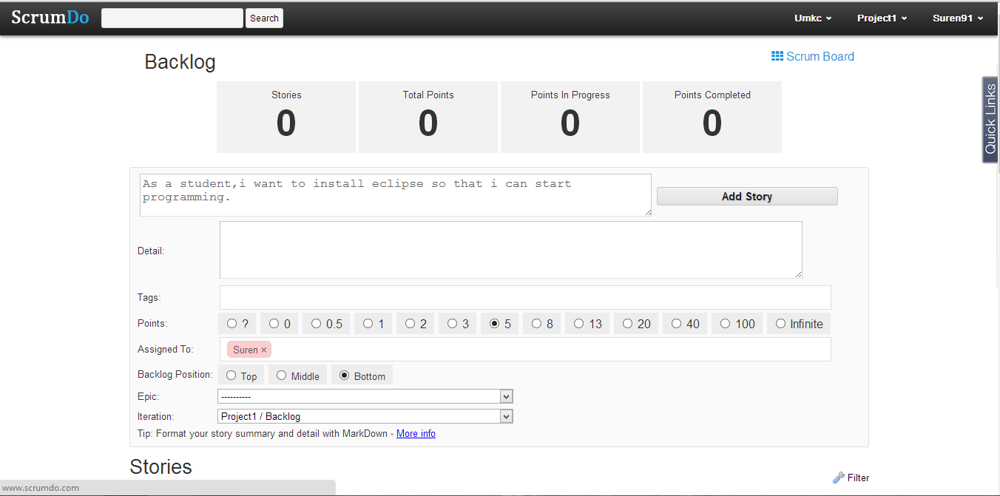 ScrumDo Search Umkc Project1 Suren91
Backlog
Scrum Board
Stories Total Points Points In Progress Points Completed
0 0 0 0
Quick Links
As a student,i want to install eclipse so that i can start
programming.
Add Story
Detail:
Tags:
Points: ? 0 0.5 1 2 3 5 8 13 20 40 100 Infinite
Assigned To: Suren ×
Backlog Position: Top Middle Bottom
Epic: ----------
Iteration: Project1 / Backlog
Tip: Format your story summary and detail with MarkDown - More info
Stories
Filter
www.scrumdo.com